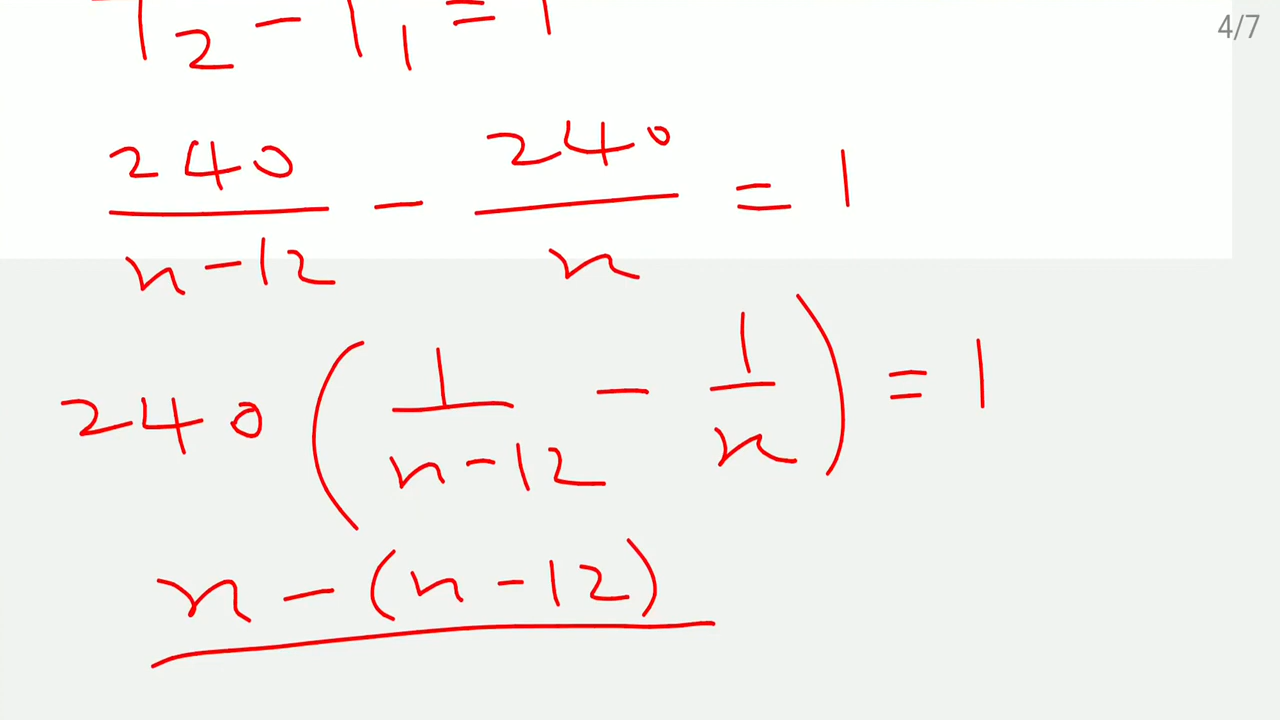 4/7
T₂ - T₁ = 1
240/(n-12) - 240/n = 1
240 (1/(n-12) - 1/n) = 1
n - (n-12)